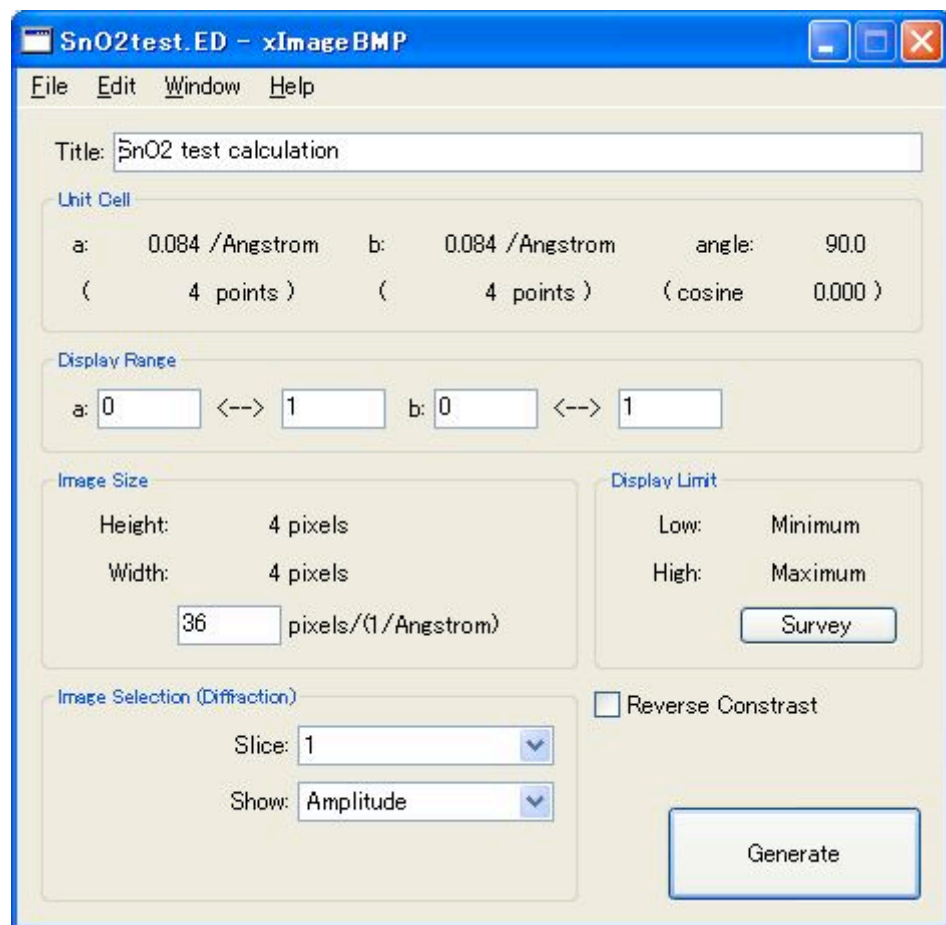 SnO2test.ED - xImageBMP
File Edit Window Help
Title: SnO2 test calculation
Unit Cell
a: 0.084 /Angstrom b: 0.084 /Angstrom angle: 90.0
( 4 points ) ( 4 points ) ( cosine 0.000 )
Display Range
a: 0 <--> 1 b: 0 <--> 1
Image Size
Height: 4 pixels
Width: 4 pixels
36 pixels/(1/Angstrom)
Display Limit
Low: Minimum
High: Maximum
Survey
Image Selection (Diffraction)
Slice: 1
Show: Amplitude
Reverse Constrast
Generate